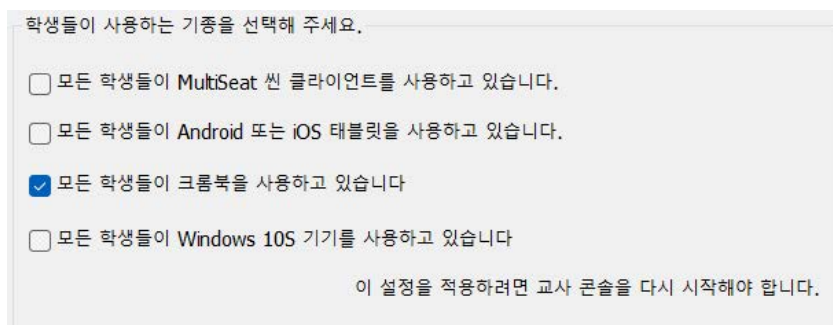 학생들이 사용하는 기종을 선택해 주세요.
모든 학생들이 MultiSeat 씬 클라이언트를 사용하고 있습니다.
모든 학생들이 Android 또는 iOS 태블릿을 사용하고 있습니다.
모든 학생들이 크롬북을 사용하고 있습니다
모든 학생들이 Windows 10S 기기를 사용하고 있습니다
이 설정을 적용하려면 교사 콘솔을 다시 시작해야 합니다.